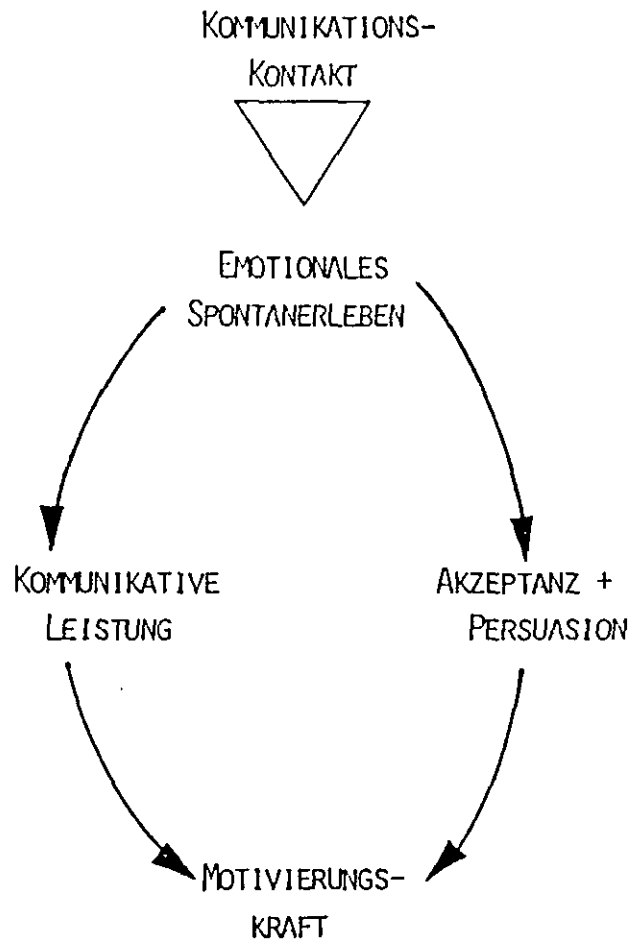 KOMMUNIKATIONS-
KONTAKT
EMOTIONALES
SPONTANERLEBEN
KOMMUNIKATIVE
LEISTUNG
AKZEPTANZ +
PERSUASION
MOTIVIERUNGS-
KRAFT